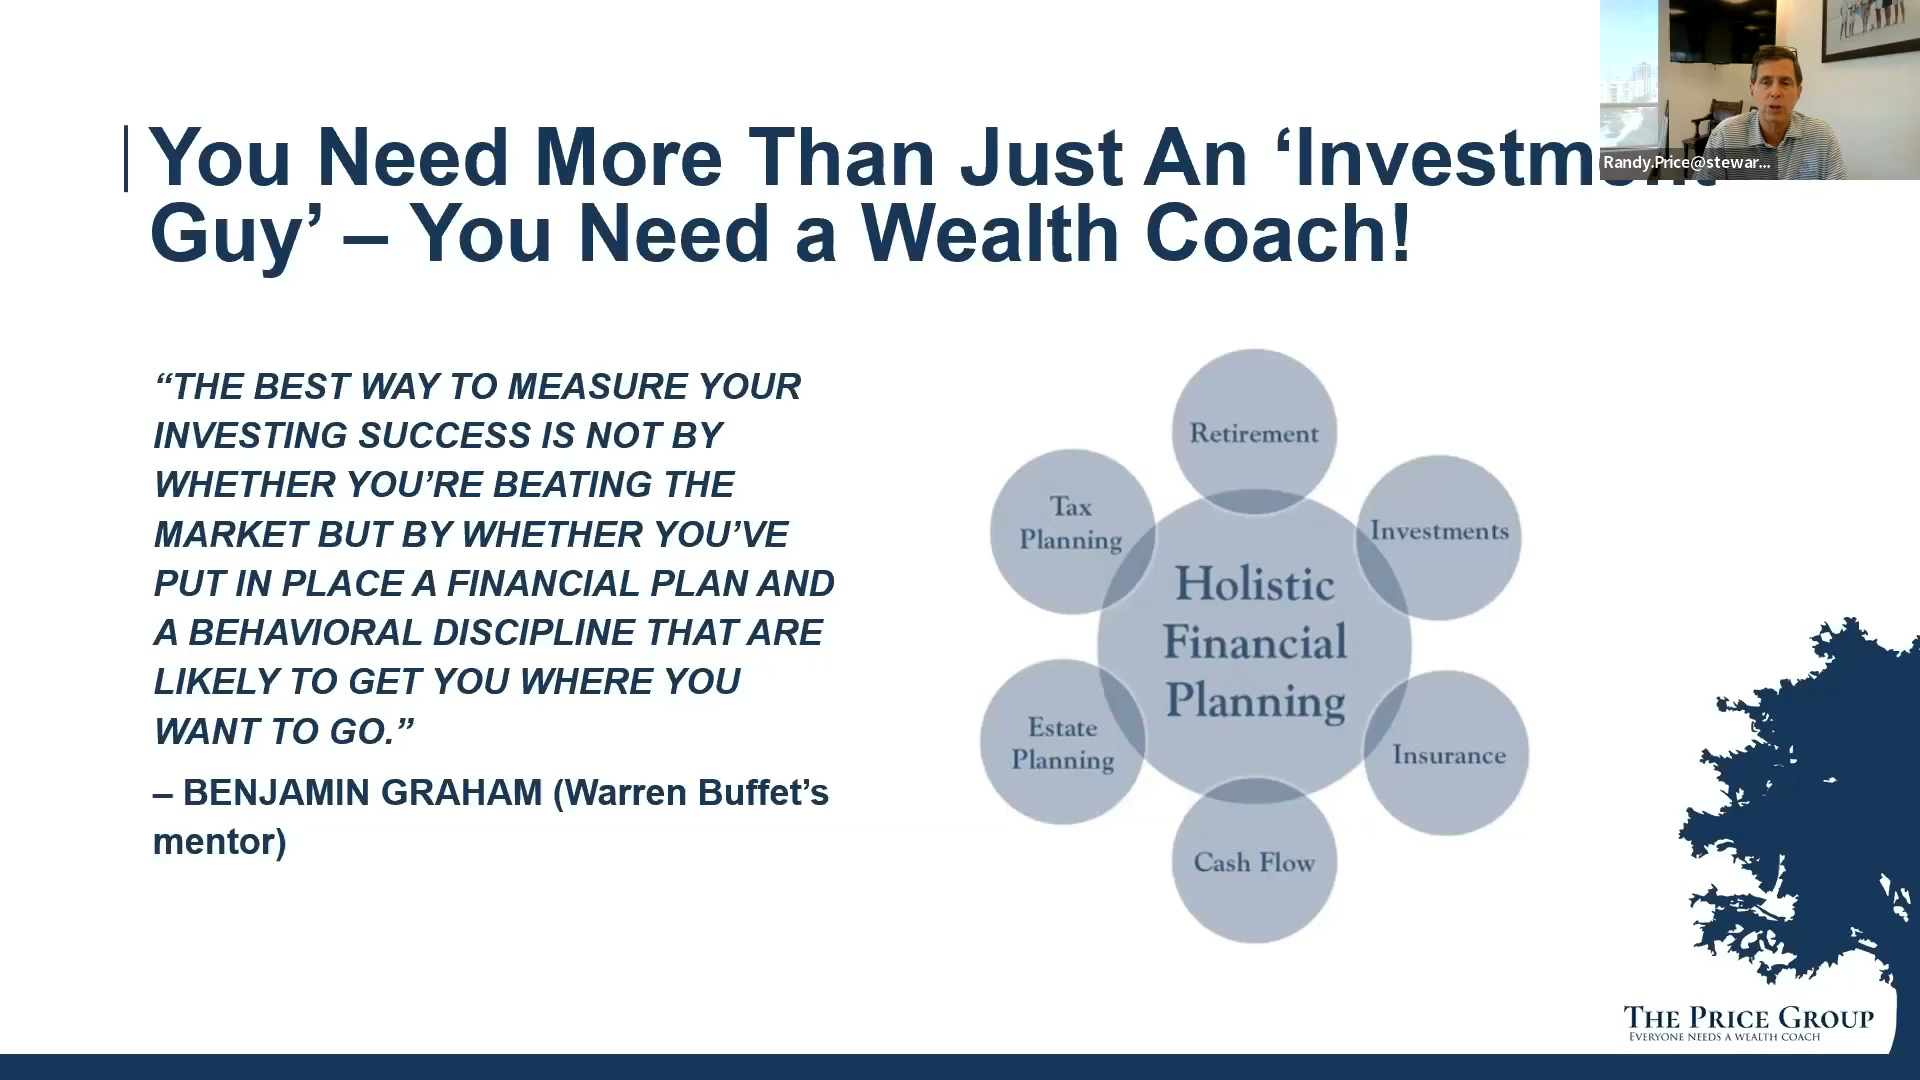 You Need More Than Just An ‘Investment
Guy’ – You Need a Wealth Coach!
Randy.Price@stewar...
“THE BEST WAY TO MEASURE YOUR
INVESTING SUCCESS IS NOT BY
WHETHER YOU’RE BEATING THE
MARKET BUT BY WHETHER YOU’VE
PUT IN PLACE A FINANCIAL PLAN AND
A BEHAVIORAL DISCIPLINE THAT ARE
LIKELY TO GET YOU WHERE YOU
WANT TO GO.”
– BENJAMIN GRAHAM (Warren Buffet’s
mentor)
Retirement
Tax
Planning
Investments
Holistic
Financial
Planning
Estate
Planning
Insurance
Cash Flow
THE PRICE GROUP
EVERYONE NEEDS A WEALTH COACH